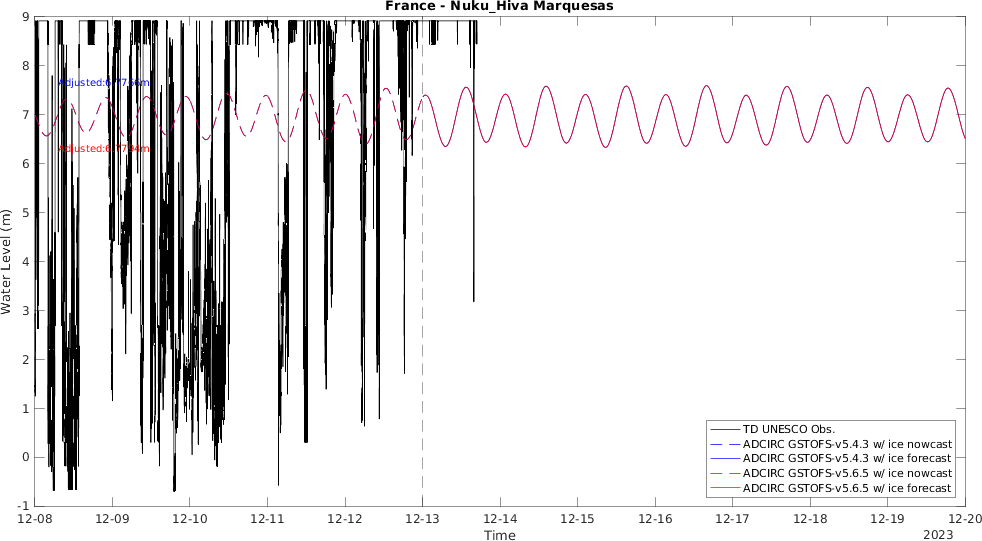 France - Nuku_Hiva Marquesas
9
8
7
6
5
4
3
2
1
0
-1
Water Level (m)
TD UNESCO Obs.
ADCIRC GSTOFS-v5.4.3 w/ ice nowcast
ADCIRC GSTOFS-v5.4.3 w/ ice forecast
ADCIRC GSTOFS-v5.6.5 w/ ice nowcast
ADCIRC GSTOFS-v5.6.5 w/ ice forecast
12-08 12-09 12-10 12-11 12-12 12-13 12-14 12-15 12-16 12-17 12-18 12-19 12-20
Time
2023